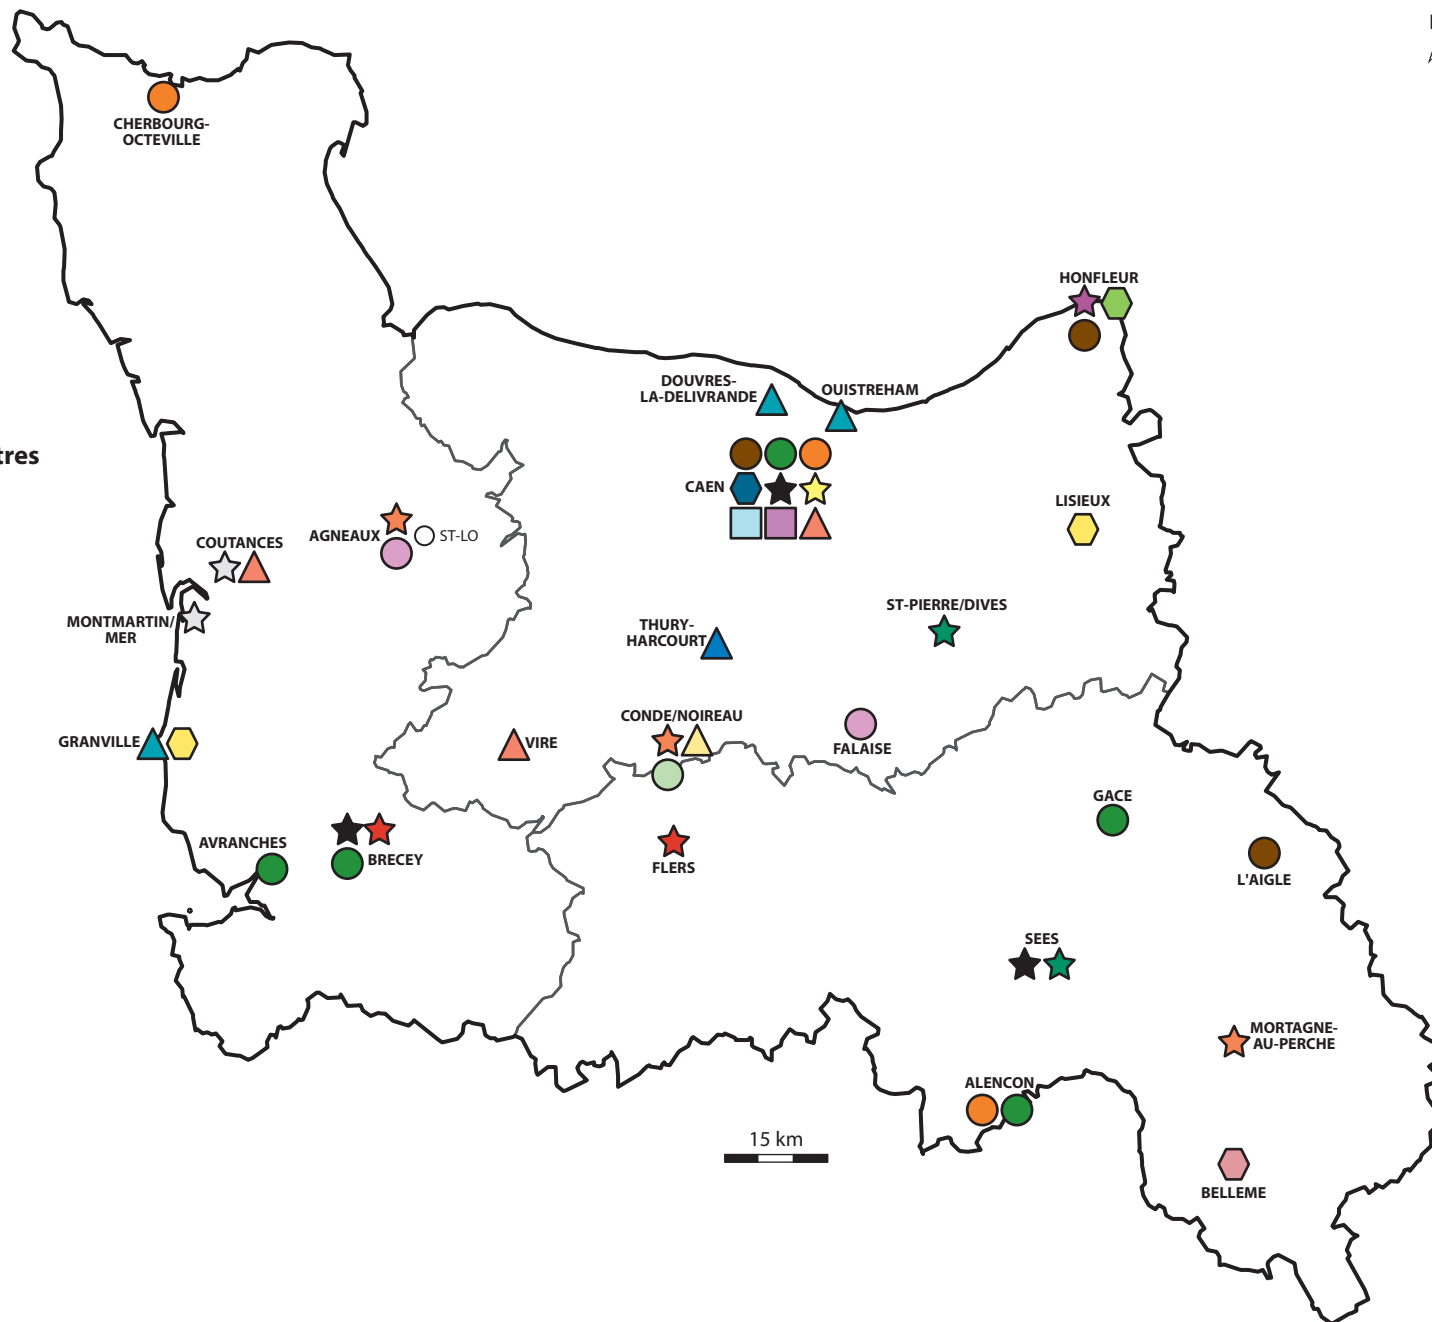 CHERBOURG-
OCTEVILLE
HONFLEUR
DOUVRES-
LA-DELIVRANDE
OUISTREHAM
tres
CAEN
LISIEUX
AGNEAUX
ST-LO
COUTANCES
ST-PIERRE/DIVES
MONTMARTIN/
MER
THURY-
HARCOURT
CONDE/NOIREAU
GRANVILLE
VIRE
FALAISE
GACE
AVRANCHES
BRECEY
FLERS
L'AIGLE
SEES
MORTAGNE-
AU-PERCHE
ALENCON
15 km
BELLEME